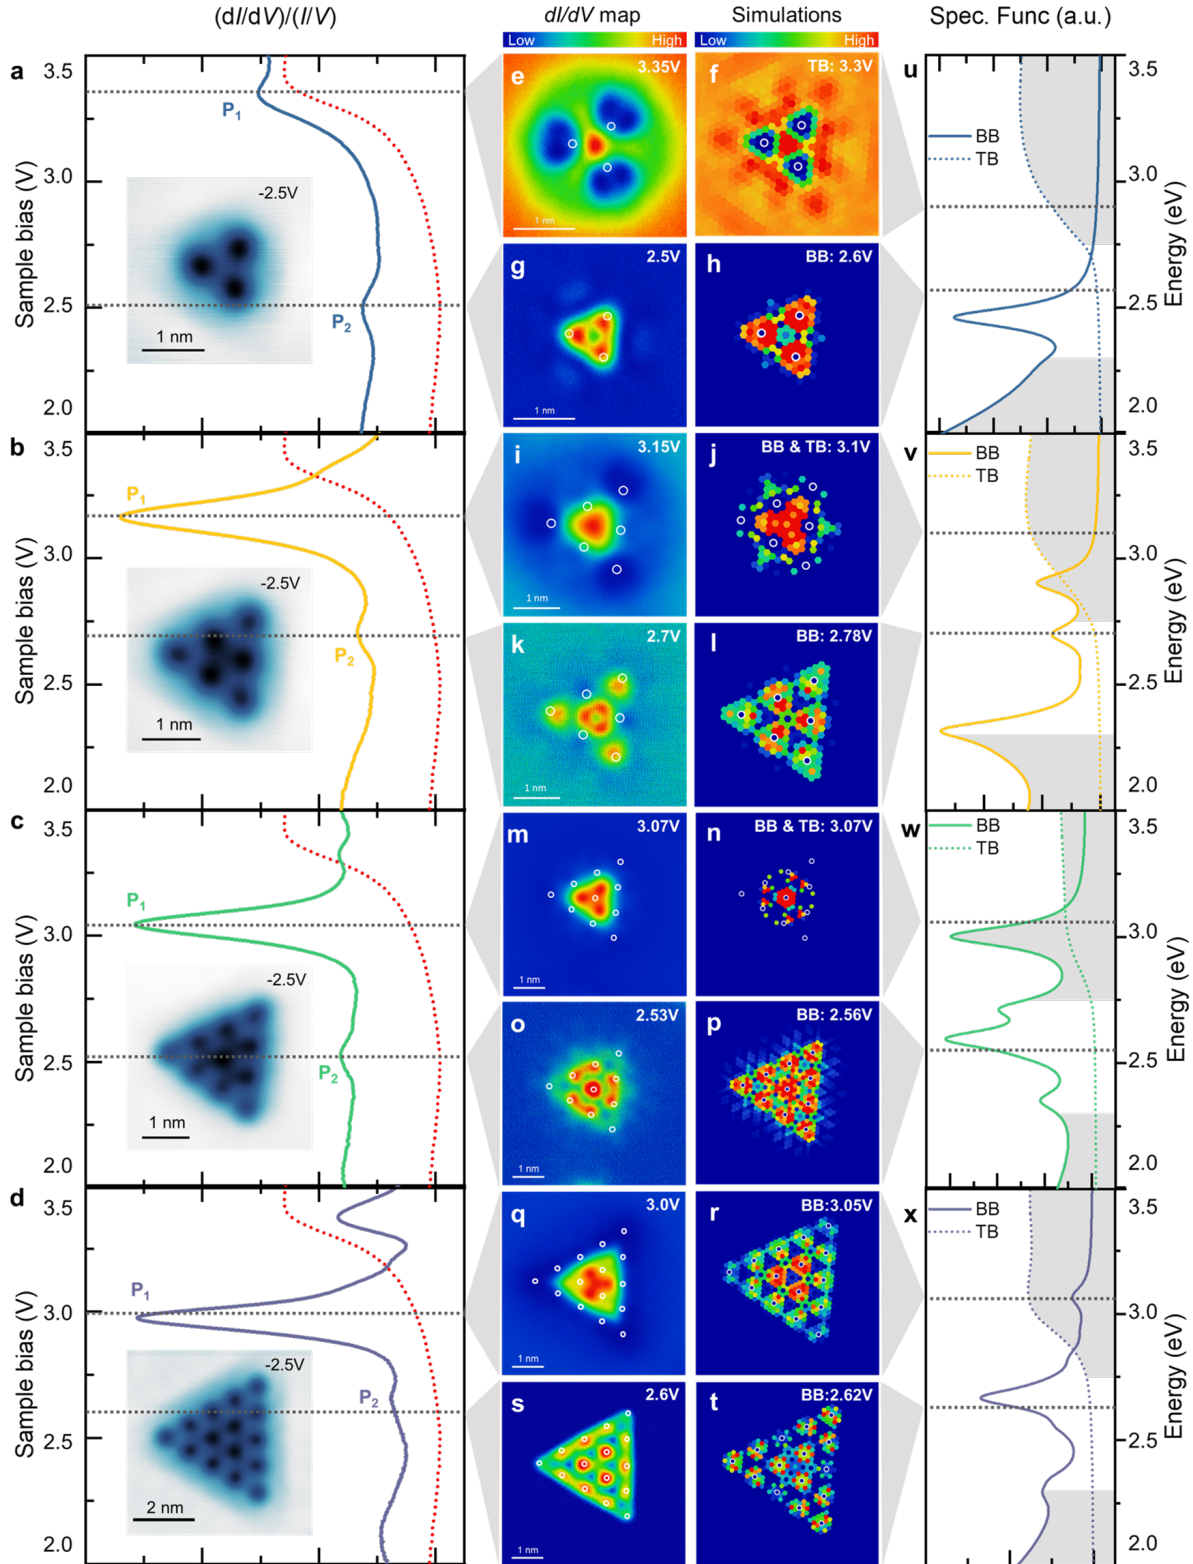 (dI/dV)/(I/V)
dI/dV map
Simulations
Spec. Func (a.u.)
Low High
Low High
a
3.5
3.0
2.5
2.0
Sample bias (V)
P1
P2
-2.5V
1 nm
e
3.35V
1 nm
f
TB: 3.3V
g
2.5V
1 nm
h
BB: 2.6V
u
BB
TB
3.5
3.0
2.5
2.0
Energy (eV)
b
3.5
3.0
2.5
2.0
Sample bias (V)
P1
P2
-2.5V
1 nm
i
3.15V
1 nm
j
BB & TB: 3.1V
k
2.7V
1 nm
l
BB: 2.78V
v
BB
TB
3.5
3.0
2.5
2.0
Energy (eV)
c
3.5
3.0
2.5
2.0
Sample bias (V)
P1
P2
-2.5V
1 nm
m
3.07V
1 nm
n
BB & TB: 3.07V
o
2.53V
1 nm
p
BB: 2.56V
w
BB
TB
3.5
3.0
2.5
2.0
Energy (eV)
d
3.5
3.0
2.5
2.0
Sample bias (V)
P1
P2
-2.5V
2 nm
q
3.0V
1 nm
r
BB:3.05V
s
2.6V
1 nm
t
BB:2.62V
x
BB
TB
3.5
3.0
2.5
2.0
Energy (eV)